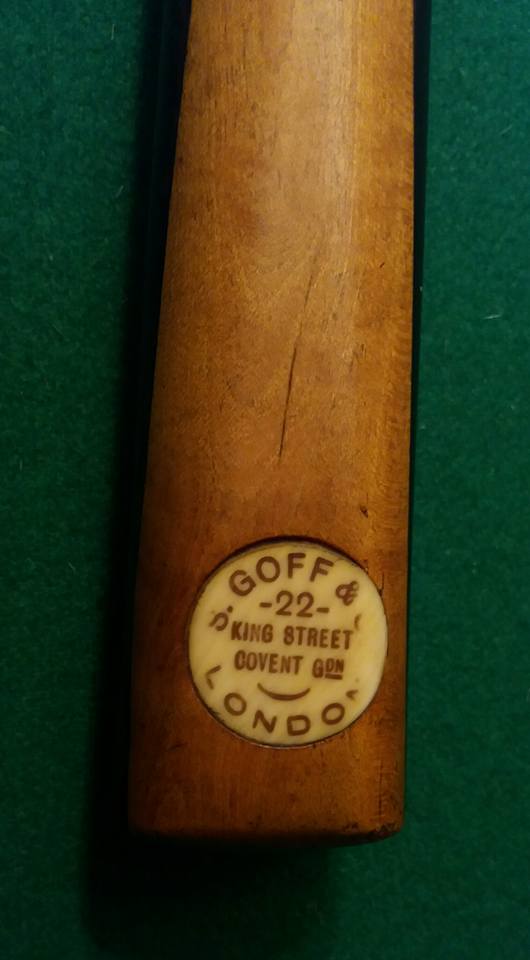 D. GOFF &
-22-
KING STREET
COVENT GDN
LONDON